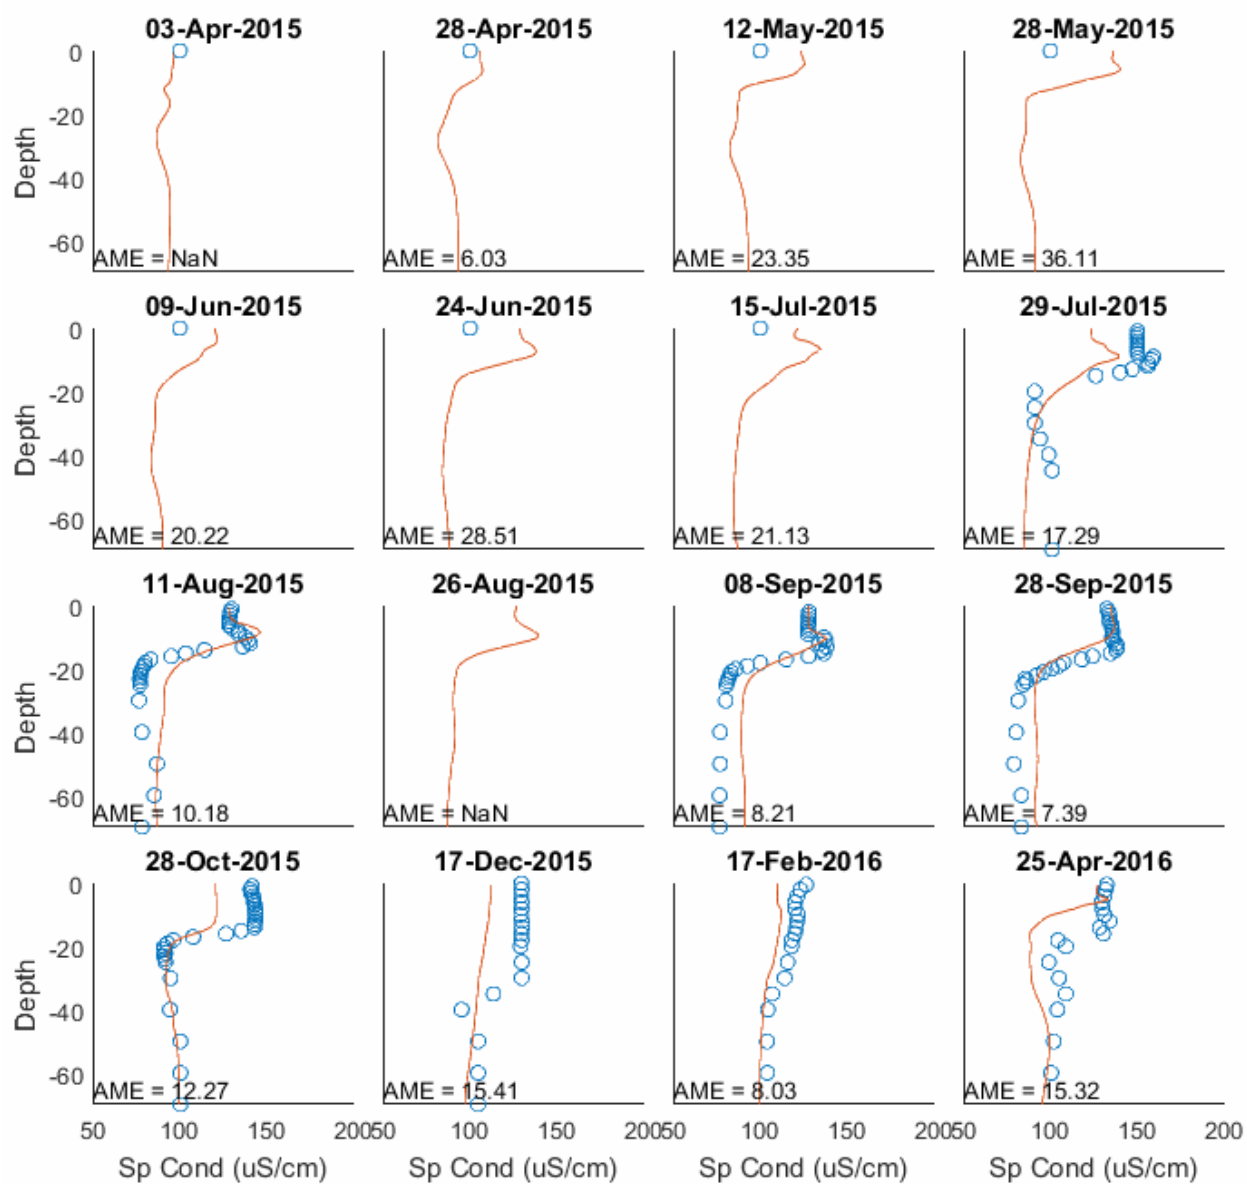 03-Apr-2015 28-Apr-2015 12-May-2015 28-May-2015
0
-20
Depth
-40
-60
AME = NaN AME = 6.03 AME = 23.35 AME = 36.11
09-Jun-2015 24-Jun-2015 15-Jul-2015 29-Jul-2015
0
-20
Depth
-40
-60
AME = 20.22 AME = 28.51 AME = 21.13 AME = 17.29
11-Aug-2015 26-Aug-2015 08-Sep-2015 28-Sep-2015
0
-20
Depth
-40
-60
AME = 10.18 AME = NaN AME = 8.21 AME = 7.39
28-Oct-2015 17-Dec-2015 17-Feb-2016 25-Apr-2016
0
-20
Depth
-40
-60
AME = 12.27 AME = 15.41 AME = 8.03 AME = 15.32
50 100 150 200 50 100 150 200 50 100 150 200 50 100 150 200
Sp Cond (uS/cm) Sp Cond (uS/cm) Sp Cond (uS/cm) Sp Cond (uS/cm)